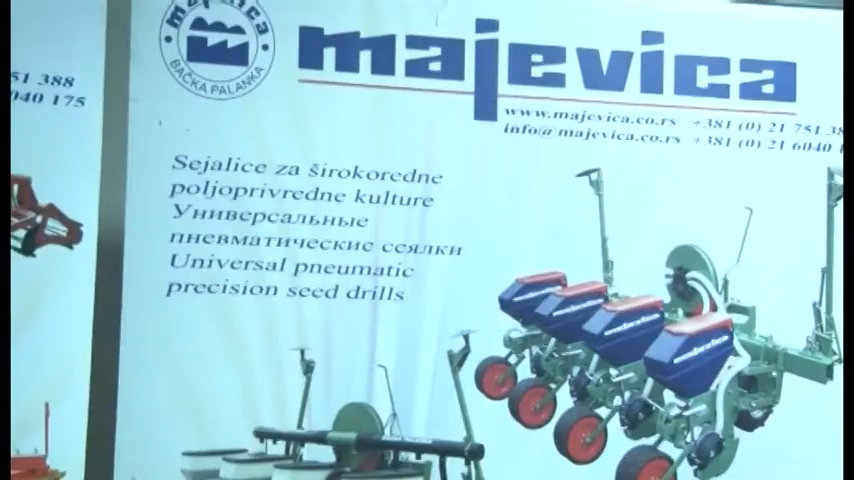 majevica
BAČKA PALANKA
majevica
51 388
www.majevica.co.rs +381 (0) 21 751 38
040 175
info@majevica.co.rs +381 (0) 21 6040 1
Sejalice za širokoredne
poljoprivredne kulture
Универсальные
пневматические сеялки
Universal pneumatic
precision seed drills
majevica